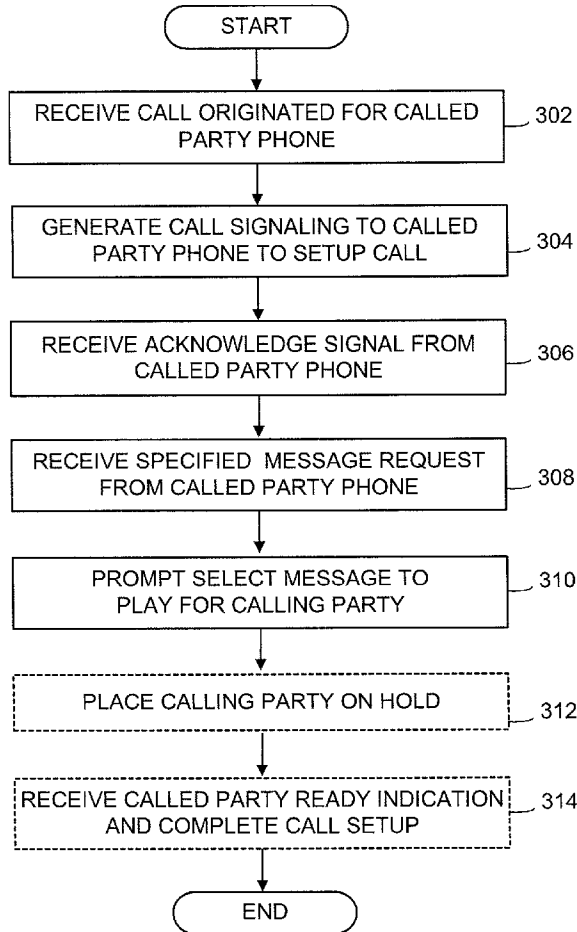 START
RECEIVE CALL ORIGINATED FOR CALLED
PARTY PHONE
302
GENERATE CALL SIGNALING TO CALLED
PARTY PHONE TO SETUP CALL
304
RECEIVE ACKNOWLEDGE SIGNAL FROM
CALLED PARTY PHONE
306
RECEIVE SPECIFIED MESSAGE REQUEST
FROM CALLED PARTY PHONE
308
PROMPT SELECT MESSAGE TO
PLAY FOR CALLING PARTY
310
PLACE CALLING PARTY ON HOLD
312
RECEIVE CALLED PARTY READY INDICATION
AND COMPLETE CALL SETUP
314
END